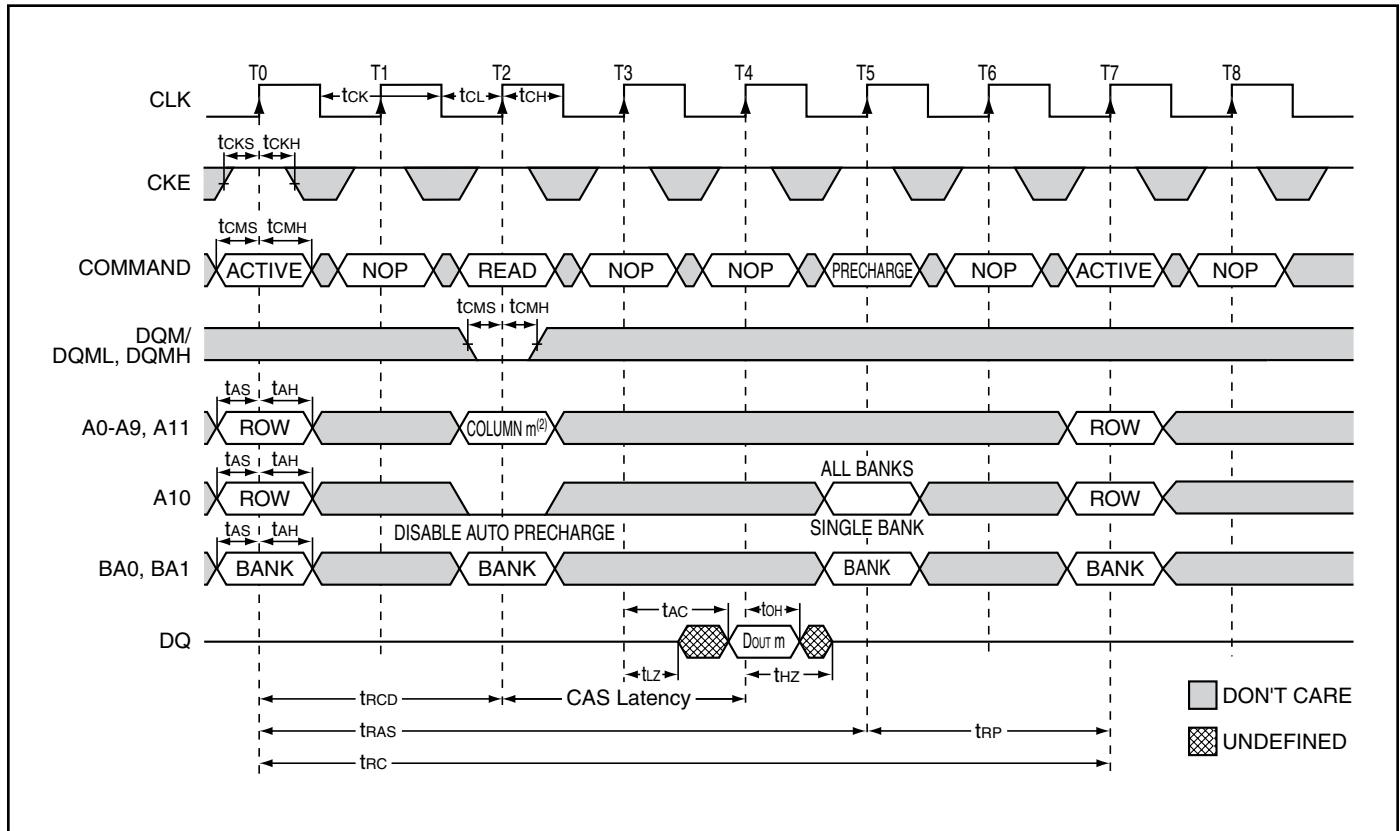 T0 T1 T2 T3 T4 T5 T6 T7 T8
CLK tCK tCL tCH
tCKS tCKH
CKE
tCMS tCMH
COMMAND ACTIVE NOP READ NOP NOP PRECHARGE NOP ACTIVE NOP
tCMS tCMH
DQM/
DQML, DQMH
tAS tAH
A0-A9, A11 ROW COLUMN m(2) ROW
tAS tAH ALL BANKS
A10 ROW ROW
tAS tAH DISABLE AUTO PRECHARGE SINGLE BANK
BA0, BA1 BANK BANK BANK BANK
tAC tOH
DQ DOUT m
tLZ tHZ
tRCD CAS Latency
DON'T CARE
tRAS tRP
UNDEFINED
tRC